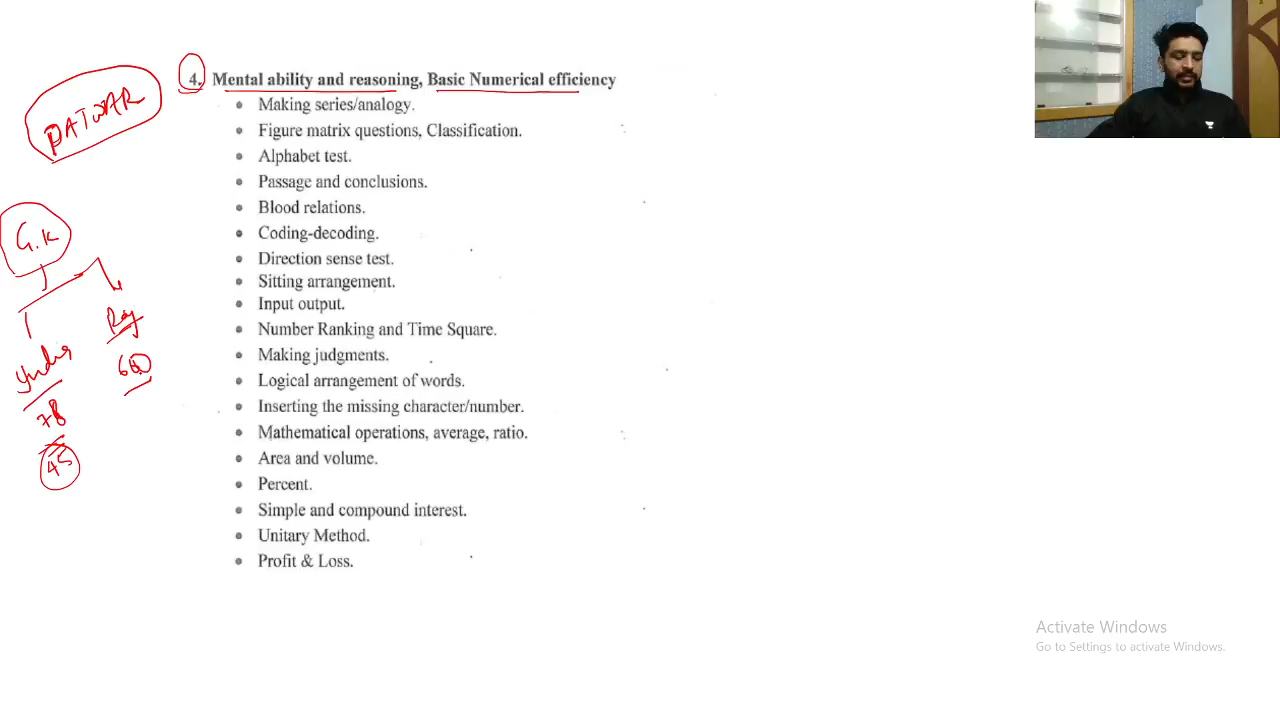 4. Mental ability and reasoning, Basic Numerical efficiency
PATWAR
• Making series/analogy.
• Figure matrix questions, Classification.
• Alphabet test.
• Passage and conclusions.
• Blood relations.
G.K
• Coding-decoding.
• Direction sense test.
• Sitting arrangement.
• Input output.
Raj
• Number Ranking and Time Square.
• Making judgments.
India
• Logical arrangement of words.
• Inserting the missing character/number.
• Mathematical operations, average, ratio.
• Area and volume.
45
• Percent.
• Simple and compound interest.
• Unitary Method.
• Profit & Loss.
Activate Windows
Go to Settings to activate Windows.